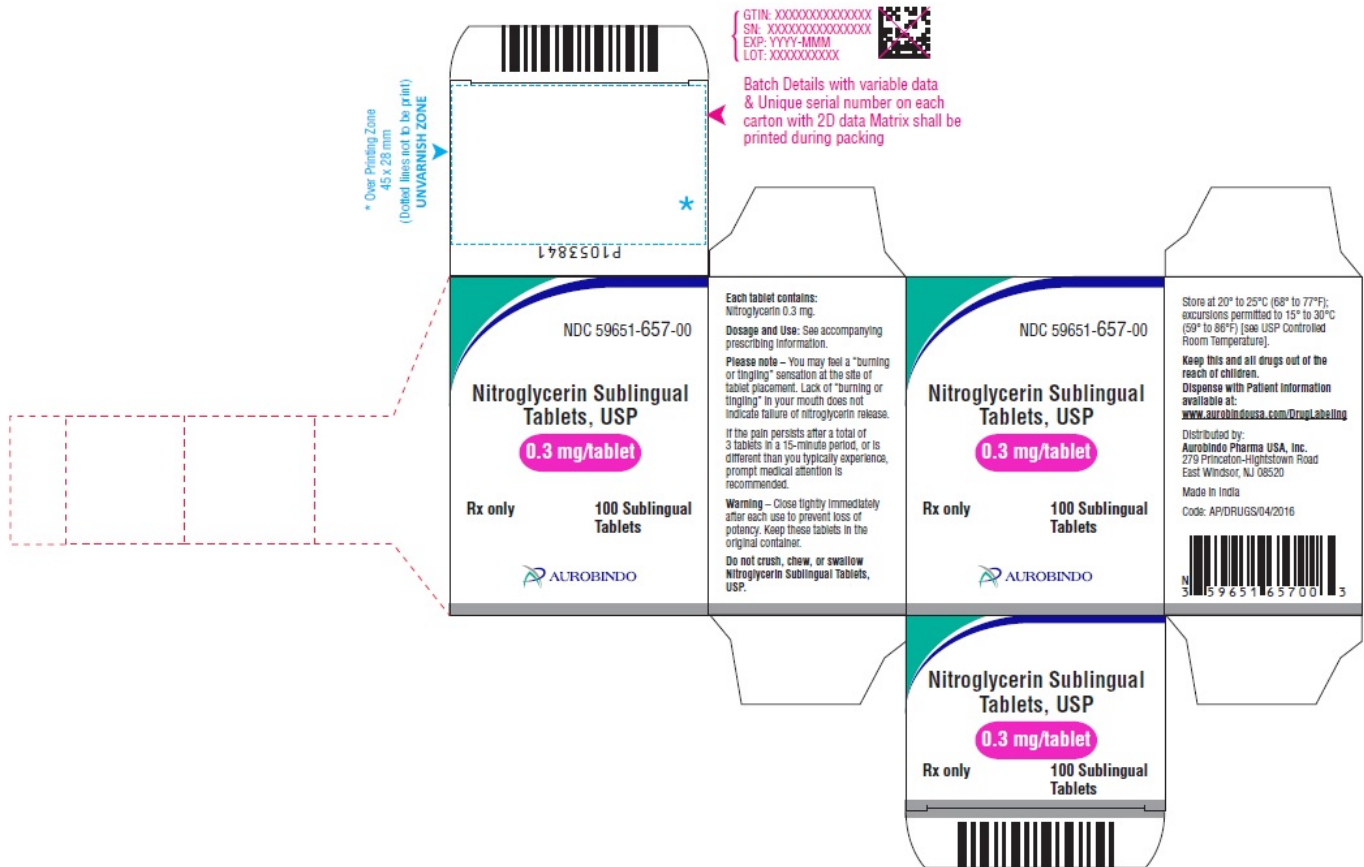 GTIN: XXXXXXXXXXXXXX
SN: XXXXXXXXXXXXXXX
EXP: YYYY-MMM
LOT: XXXXXXXXXX
Batch Details with variable data
& Unique serial number on each
carton with 2D data Matrix shall be
printed during packing
* Over Printing Zone
45 x 28 mm
(Dotted lines not to be print)
UNVARNISH ZONE
*
P1053841
NDC 59651-657-00
Nitroglycerin Sublingual
Tablets, USP
0.3 mg/tablet
Rx only
100 Sublingual
Tablets
AUROBINDO
Each tablet contains:
Nitroglycerin 0.3 mg.
Dosage and Use: See accompanying
prescribing information.
Please note – You may feel a “burning
or tingling” sensation at the site of
tablet placement. Lack of “burning or
tingling” in your mouth does not
indicate failure of nitroglycerin release.
If the pain persists after a total of
3 tablets in a 15-minute period, or is
different than you typically experience,
prompt medical attention is
recommended.
Warning – Close tightly immediately
after each use to prevent loss of
potency. Keep these tablets in the
original container.
Do not crush, chew, or swallow
Nitroglycerin Sublingual Tablets,
USP.
NDC 59651-657-00
Nitroglycerin Sublingual
Tablets, USP
0.3 mg/tablet
Rx only
100 Sublingual
Tablets
AUROBINDO
Store at 20° to 25°C (68° to 77°F);
excursions permitted to 15° to 30°C
(59° to 86°F) [see USP Controlled
Room Temperature].
Keep this and all drugs out of the
reach of children.
Dispense with Patient Information
available at:
www.aurobindousa.com/DrugLabeling
Distributed by:
Aurobindo Pharma USA, Inc.
279 Princeton-Hightstown Road
East Windsor, NJ 08520
Made in India
Code: AP/DRUGS/04/2016
N
3 59651 65700 3
Nitroglycerin Sublingual
Tablets, USP
0.3 mg/tablet
Rx only
100 Sublingual
Tablets